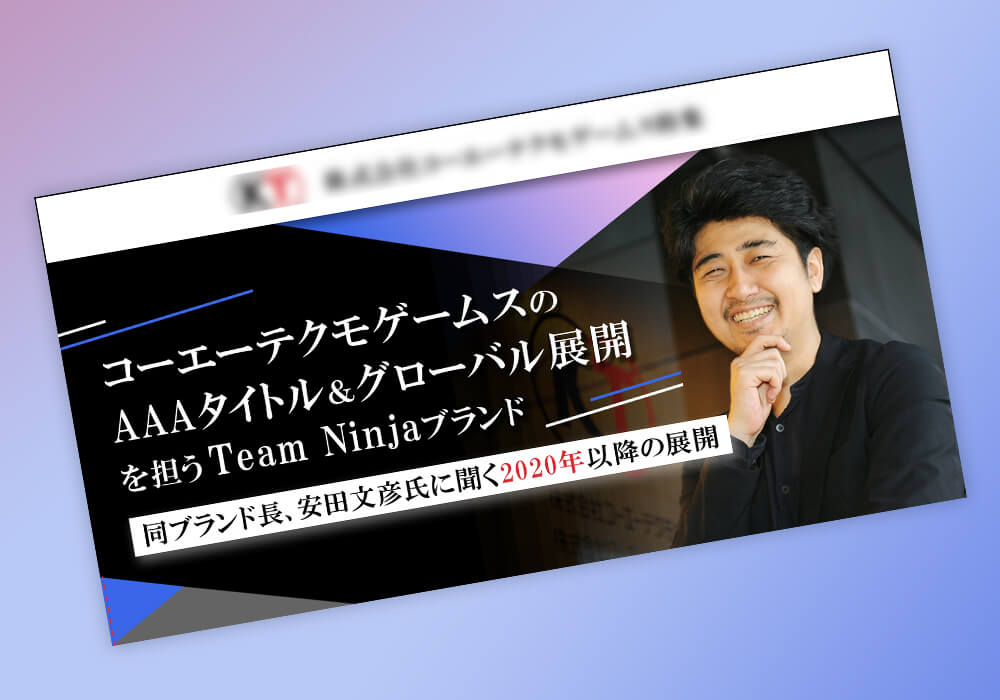 コーエーテクモゲームスの
AAAタイトル&グローバル展開
を担うTeam Ninjaブランド
同ブランド長、安田文彦氏に聞く2020年以降の展開